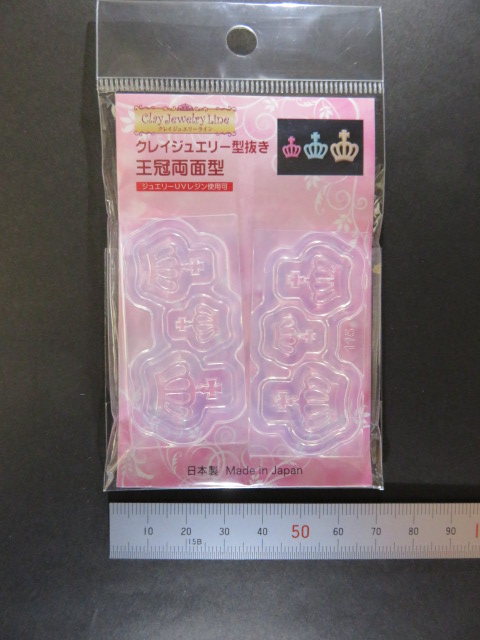 Clay Jewelry Line
クレイジュエリーライン
クレイジュエリー型抜き
王冠両面型
ジュエリーUVレジン使用可
日本製 Made in Japan
10 20 30 40 50 60 70 80 90
15B